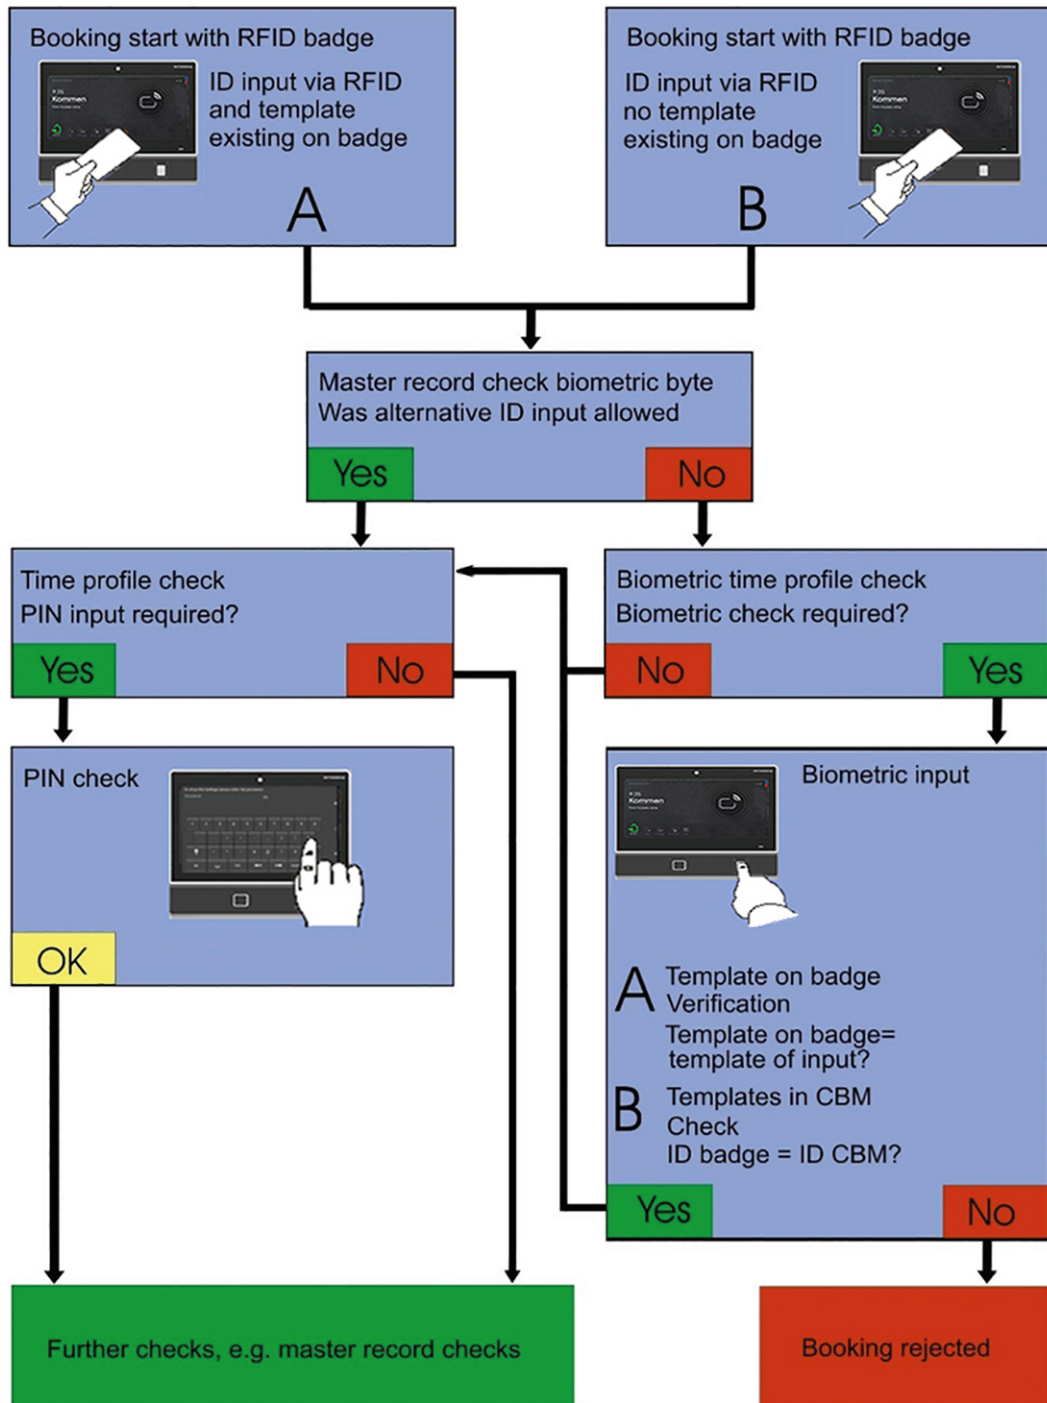 Booking start with RFID badge
Kommen
ID input via RFID
and template
existing on badge
A
Booking start with RFID badge
ID input via RFID
no template
existing on badge
Kommen
B
Master record check biometric byte
Was alternative ID input allowed
Yes
No
Time profile check
PIN input required?
Yes
No
Biometric time profile check
Biometric check required?
No
Yes
PIN check
OK
Biometric input
Kommen
A
Template on badge
Verification
Template on badge=
template of input?
B
Templates in CBM
Check
ID badge = ID CBM?
Yes
No
Further checks, e.g. master record checks
Booking rejected